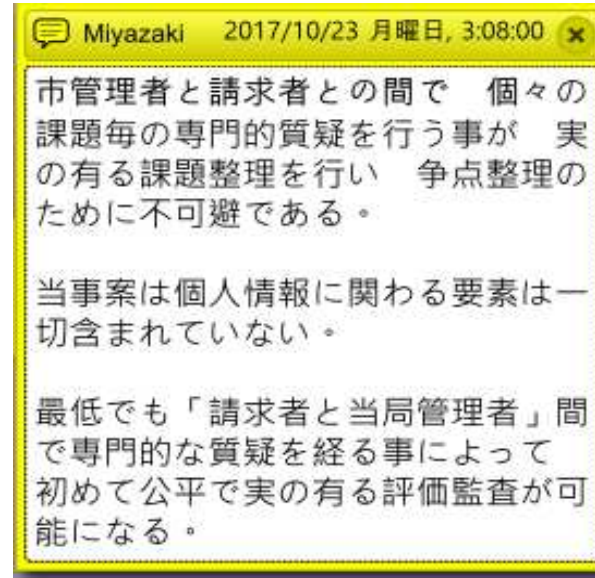 Miyazaki 2017/10/23 月曜日, 3:08:00
市管理者と請求者との間で　個々の
課題毎の専門的質疑を行う事が　実
の有る課題整理を行い　争点整理の
ために不可避である。
当事案は個人情報に関わる要素は一
切含まれていない。
最低でも「請求者と当局管理者」間
で専門的な質疑を経る事によって
初めて公平で実の有る評価監査が可
能になる。